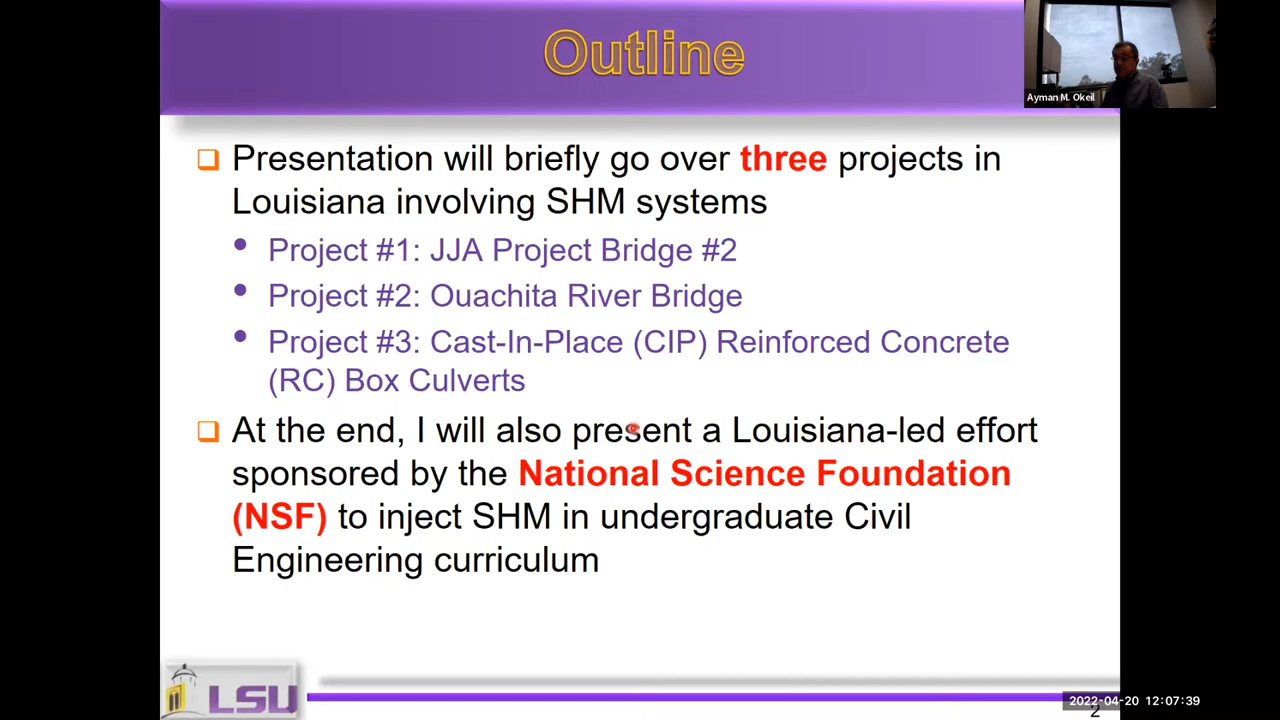 Outline
Ayman M. Okeil
Presentation will briefly go over three projects in
Louisiana involving SHM systems
Project #1: JJA Project Bridge #2
Project #2: Ouachita River Bridge
Project #3: Cast-In-Place (CIP) Reinforced Concrete
(RC) Box Culverts
At the end, I will also present a Louisiana-led effort
sponsored by the National Science Foundation
(NSF) to inject SHM in undergraduate Civil
Engineering curriculum
LSU
2022-04-20 12:07:39
2